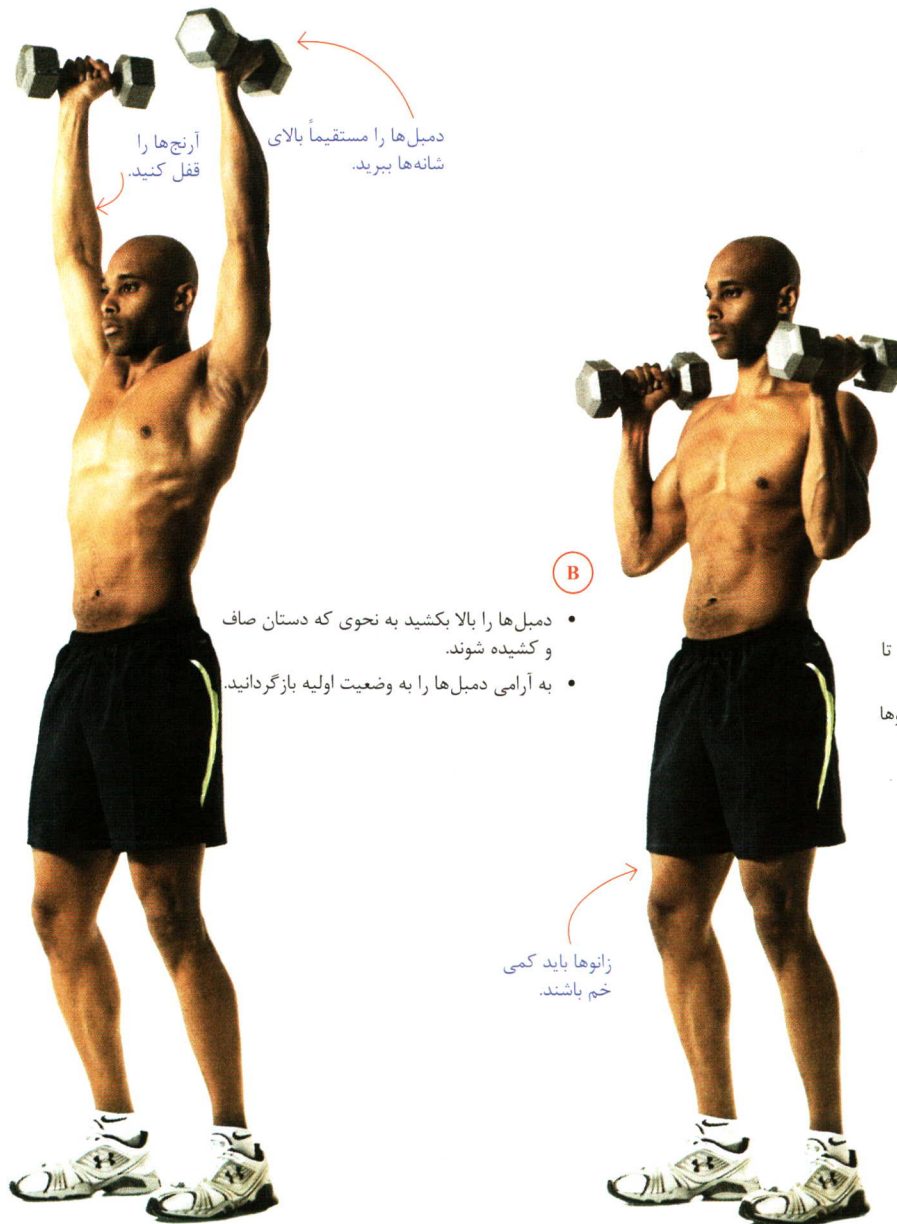 دمبل‌ها را مستقیماً بالای
شانه‌ها ببرید.
آرنج‌ها را
قفل کنید.
B
• دمبل‌ها را بالا بکشید به نحوی که دستان صاف
و کشیده شوند.
• به آرامی دمبل‌ها را به وضعیت اولیه بازگردانید.
تا
زانوها باید کمی
خم باشند.